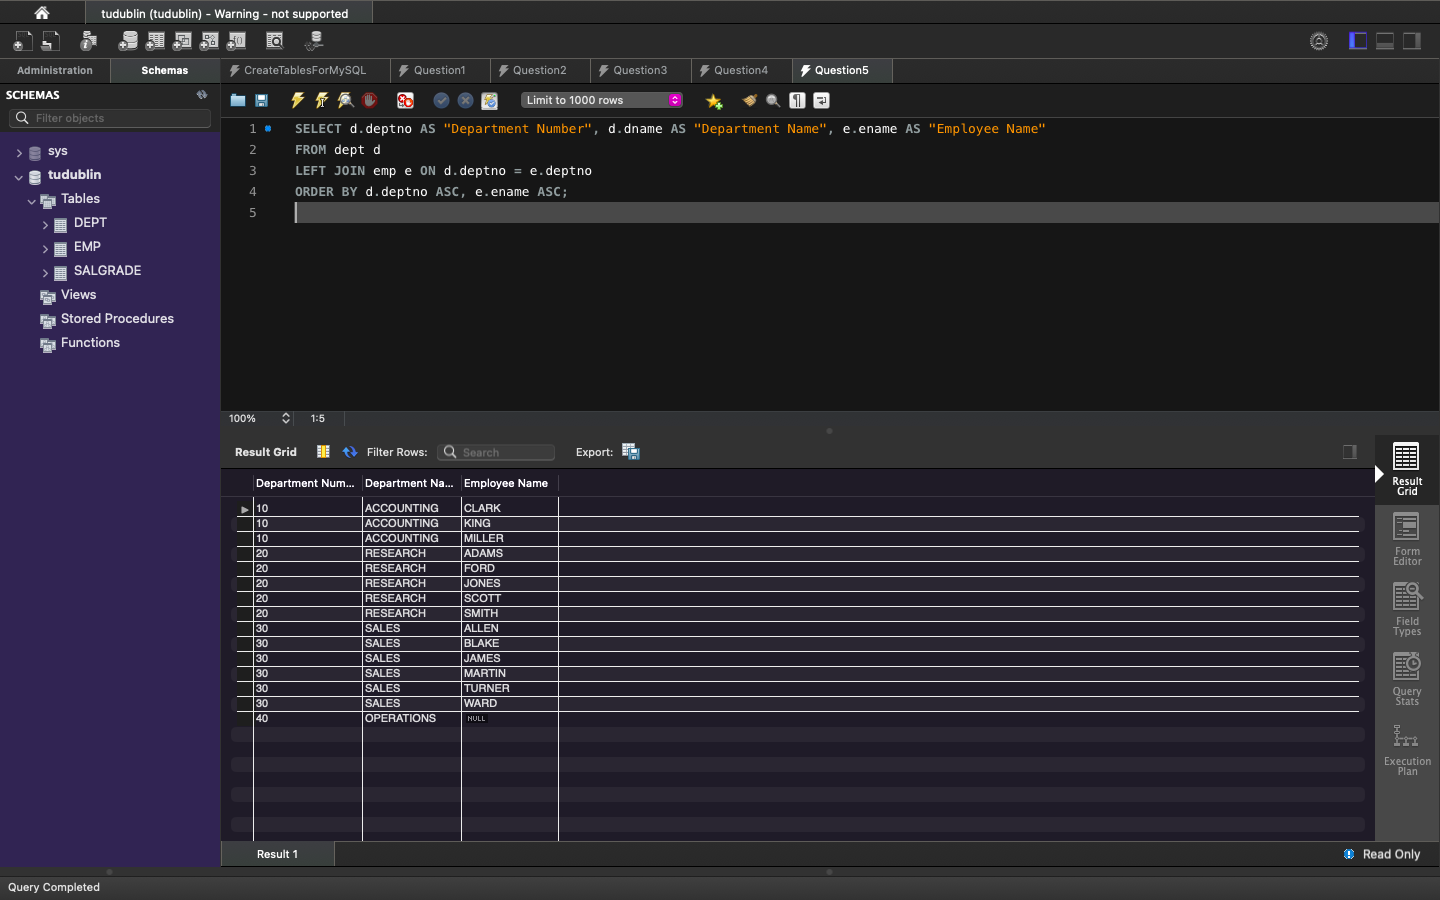 tudublin (tudublin) - Warning - not supported
Administration
Schemas
CreateTablesForMySQL
Question1
Question2
Question3
Question4
Question5
SCHEMAS
Filter objects
sys
tudublin
Tables
DEPT
EMP
SALGRADE
Views
Stored Procedures
Functions
Limit to 1000 rows
1 SELECT d.deptno AS "Department Number", d.dname AS "Department Name", e.ename AS "Employee Name"
2 FROM dept d
3 LEFT JOIN emp e ON d.deptno = e.deptno
4 ORDER BY d.deptno ASC, e.ename ASC;
5
100% 1:5
Result Grid Filter Rows: Search Export:
Department Num... Department Na... Employee Name
10 ACCOUNTING CLARK
10 ACCOUNTING KING
10 ACCOUNTING MILLER
20 RESEARCH ADAMS
20 RESEARCH FORD
20 RESEARCH JONES
20 RESEARCH SCOTT
20 RESEARCH SMITH
30 SALES ALLEN
30 SALES BLAKE
30 SALES JAMES
30 SALES MARTIN
30 SALES TURNER
30 SALES WARD
40 OPERATIONS NULL
Result
Grid
Form
Editor
Field
Types
Query
Stats
Execution
Plan
Result 1
Read Only
Query Completed